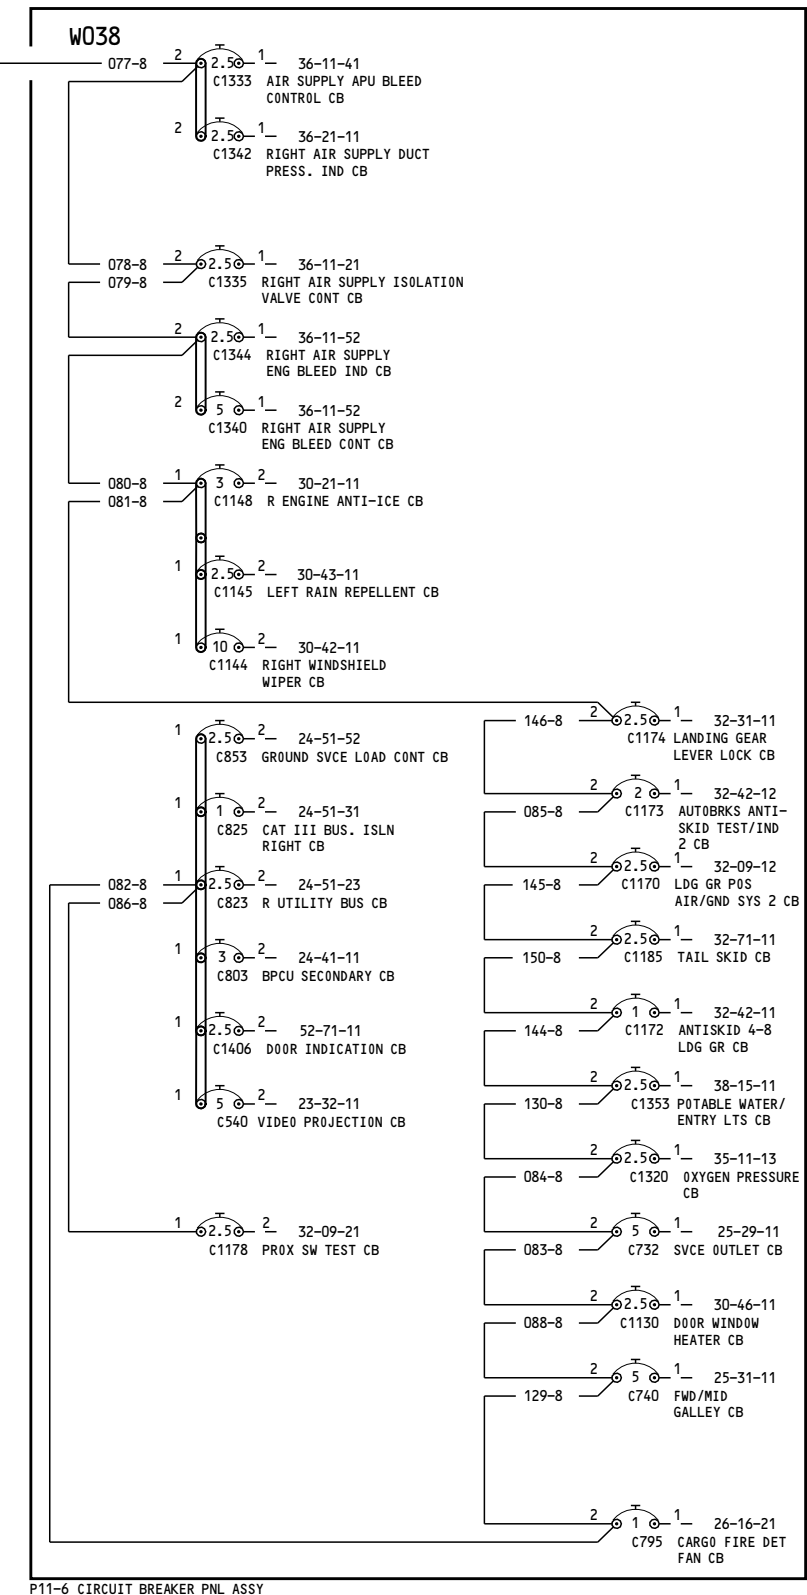 W038
077-8 2 2.5 1 36-11-41
C1333 AIR SUPPLY APU BLEED
CONTROL CB
2 2.5 1 36-21-11
C1342 RIGHT AIR SUPPLY DUCT
PRESS. IND CB
078-8 2 2.5 1 36-11-21
079-8 C1335 RIGHT AIR SUPPLY ISOLATION
VALVE CONT CB
2 2.5 1 36-11-52
C1344 RIGHT AIR SUPPLY
ENG BLEED IND CB
2 5 1 36-11-52
C1340 RIGHT AIR SUPPLY
ENG BLEED CONT CB
080-8 1 3 2 30-21-11
081-8 C1148 R ENGINE ANTI-ICE CB
1 2.5 2 30-43-11
C1145 LEFT RAIN REPELLENT CB
1 10 2 30-42-11
C1144 RIGHT WINDSHIELD
WIPER CB
1 2.5 2 24-51-52
C853 GROUND SVCE LOAD CONT CB
1 1 2 24-51-31
C825 CAT III BUS. ISLN
RIGHT CB
082-8 1 2.5 2 24-51-23
086-8 C823 R UTILITY BUS CB
1 3 2 24-41-11
C803 BPCU SECONDARY CB
1 2.5 2 52-71-11
C1406 DOOR INDICATION CB
1 5 2 23-32-11
C540 VIDEO PROJECTION CB
1 2.5 2 32-09-21
C1178 PROX SW TEST CB
146-8 2 2.5 1 32-31-11
C1174 LANDING GEAR
LEVER LOCK CB
2 2 1 32-42-12
085-8 C1173 AUTOBRKS ANTI-
SKID TEST/IND
2 CB
2 2.5 1 32-09-12
145-8 C1170 LDG GR POS
AIR/GND SYS 2 CB
2 2.5 1 32-71-11
150-8 C1185 TAIL SKID CB
2 1 1 32-42-11
144-8 C1172 ANTISKID 4-8
LDG GR CB
2 2.5 1 38-15-11
130-8 C1353 POTABLE WATER/
ENTRY LTS CB
2 2.5 1 35-11-13
084-8 C1320 OXYGEN PRESSURE
CB
2 5 1 25-29-11
083-8 C732 SVCE OUTLET CB
2 2.5 1 30-46-11
088-8 C1130 DOOR WINDOW
HEATER CB
2 5 1 25-31-11
129-8 C740 FWD/MID
GALLEY CB
2 1 1 26-16-21
C795 CARGO FIRE DET
FAN CB
P11-6 CIRCUIT BREAKER PNL ASSY